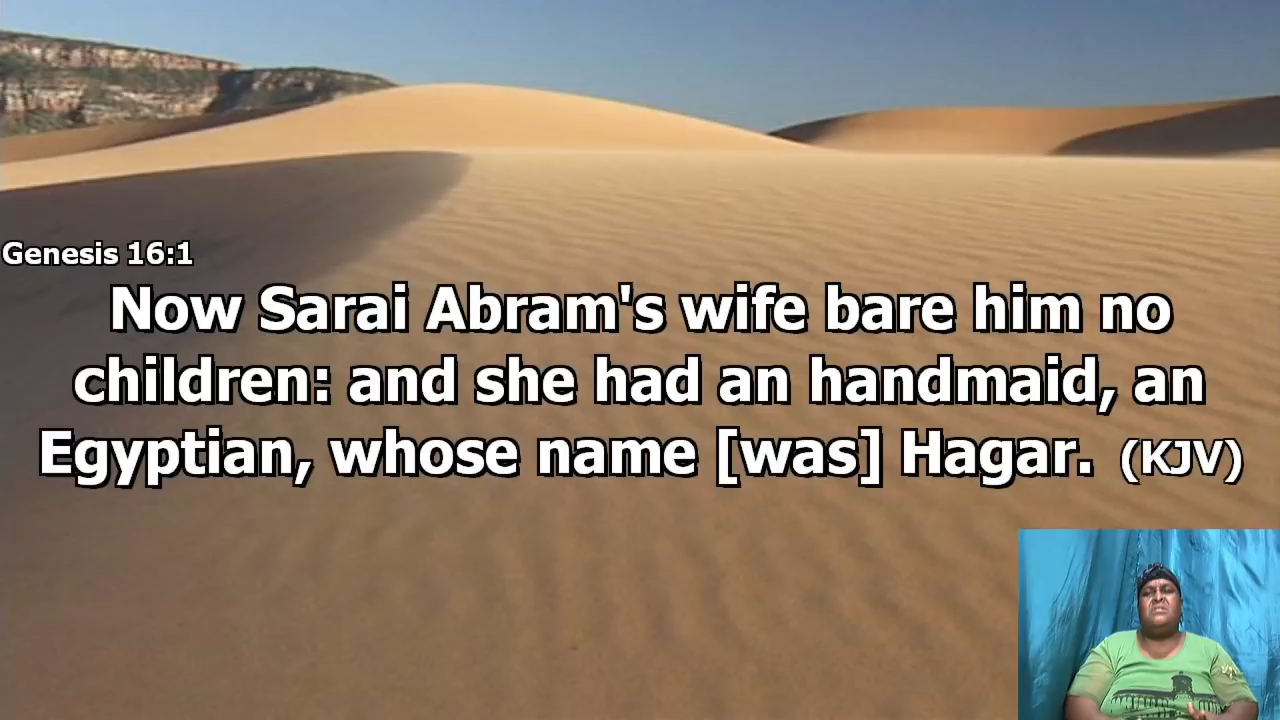 Genesis 16:1
Now Sarai Abram's wife bare him no
children: and she had an handmaid, an
Egyptian, whose name [was] Hagar. (KJV)